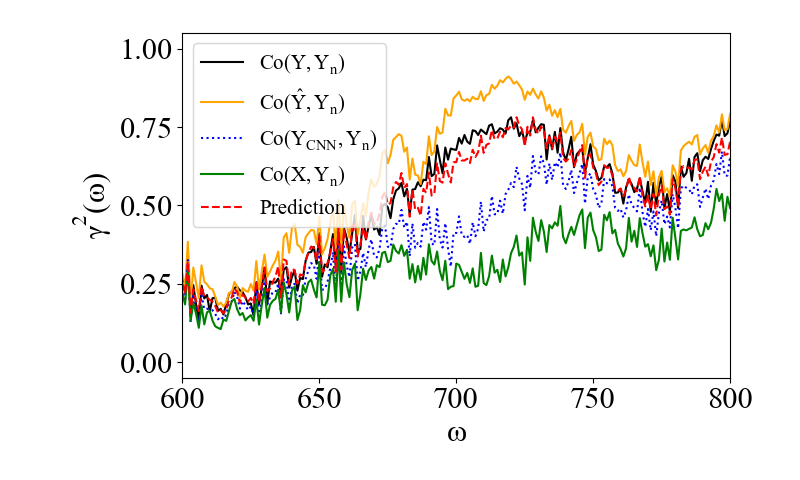 γ²(ω)
1.00
0.75
0.50
0.25
0.00
Co(Y, Yₙ)
Co(Ŷ, Yₙ)
Co(Y_CNN, Yₙ)
Co(X, Yₙ)
Prediction
600 650 700 750 800
ω